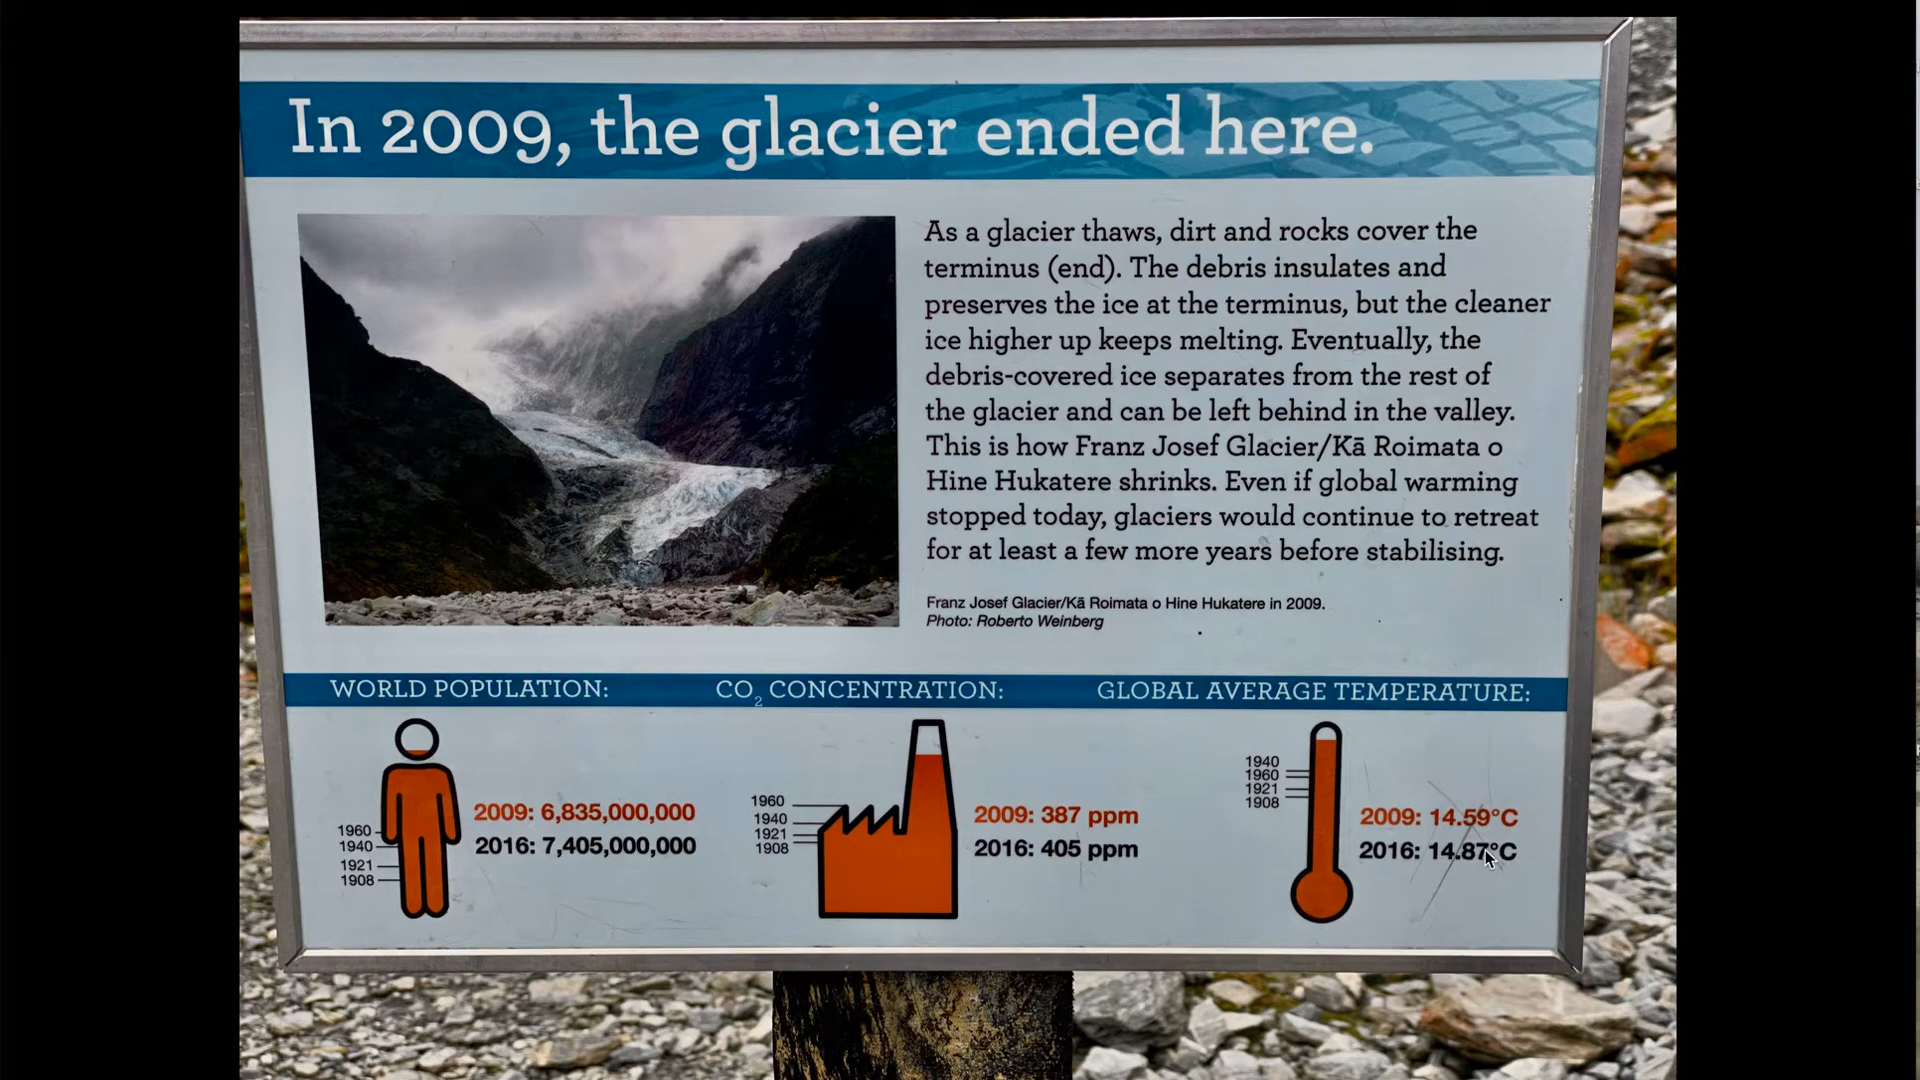 In 2009, the glacier ended here.
As a glacier thaws, dirt and rocks cover the
terminus (end). The debris insulates and
preserves the ice at the terminus, but the cleaner
ice higher up keeps melting. Eventually, the
debris-covered ice separates from the rest of
the glacier and can be left behind in the valley.
This is how Franz Josef Glacier/Kā Roimata o
Hine Hukatere shrinks. Even if global warming
stopped today, glaciers would continue to retreat
for at least a few more years before stabilising.
Franz Josef Glacier/Kā Roimata o Hine Hukatere in 2009.
Photo: Roberto Weinberg
WORLD POPULATION:
1960
1940
1921
1908
2009: 6,835,000,000
2016: 7,405,000,000
CO₂ CONCENTRATION:
1960
1940
1921
1908
2009: 387 ppm
2016: 405 ppm
GLOBAL AVERAGE TEMPERATURE:
1940
1960
1921
1908
2009: 14.59°C
2016: 14.87°C